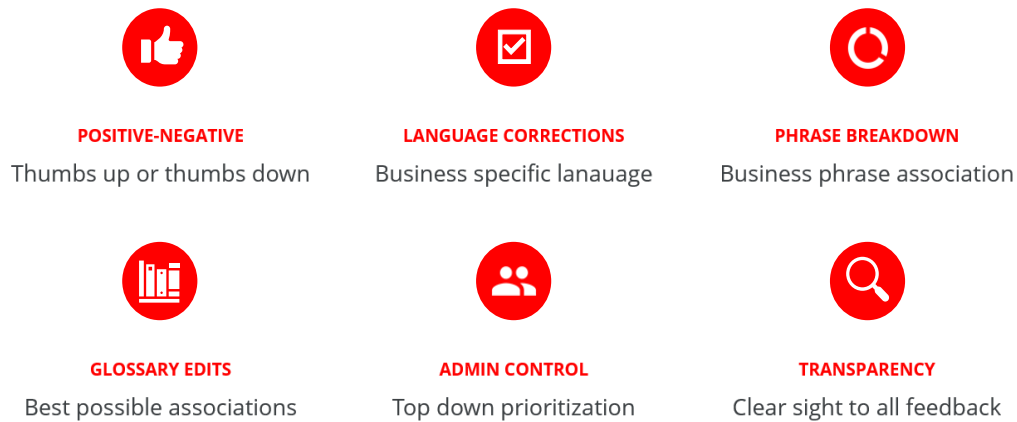 POSITIVE-NEGATIVE
Thumbs up or thumbs down
LANGUAGE CORRECTIONS
Business specific lanauage
PHRASE BREAKDOWN
Business phrase association
GLOSSARY EDITS
Best possible associations
ADMIN CONTROL
Top down prioritization
TRANSPARENCY
Clear sight to all feedback